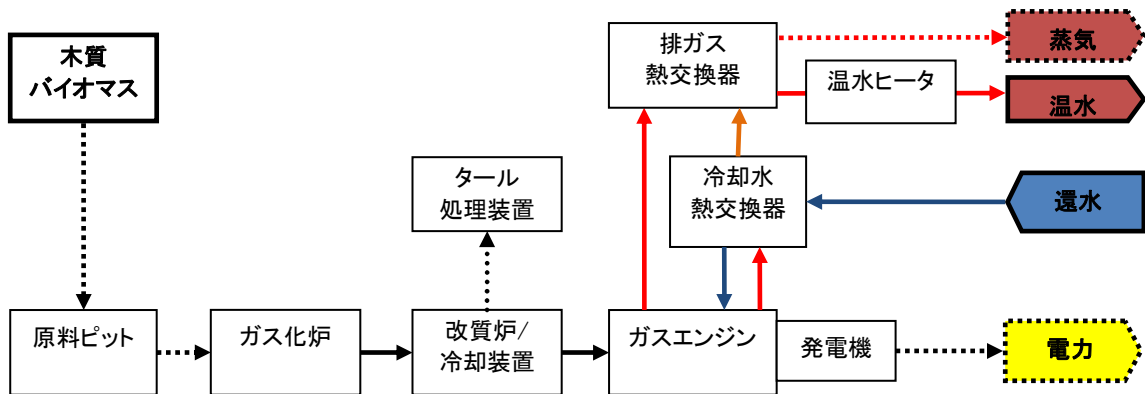 木質
バイオマス
排ガス
熱交換器
蒸気
温水ヒータ
温水
タール
処理装置
冷却水
熱交換器
還水
原料ピット
ガス化炉
改質炉/
冷却装置
ガスエンジン
発電機
電力